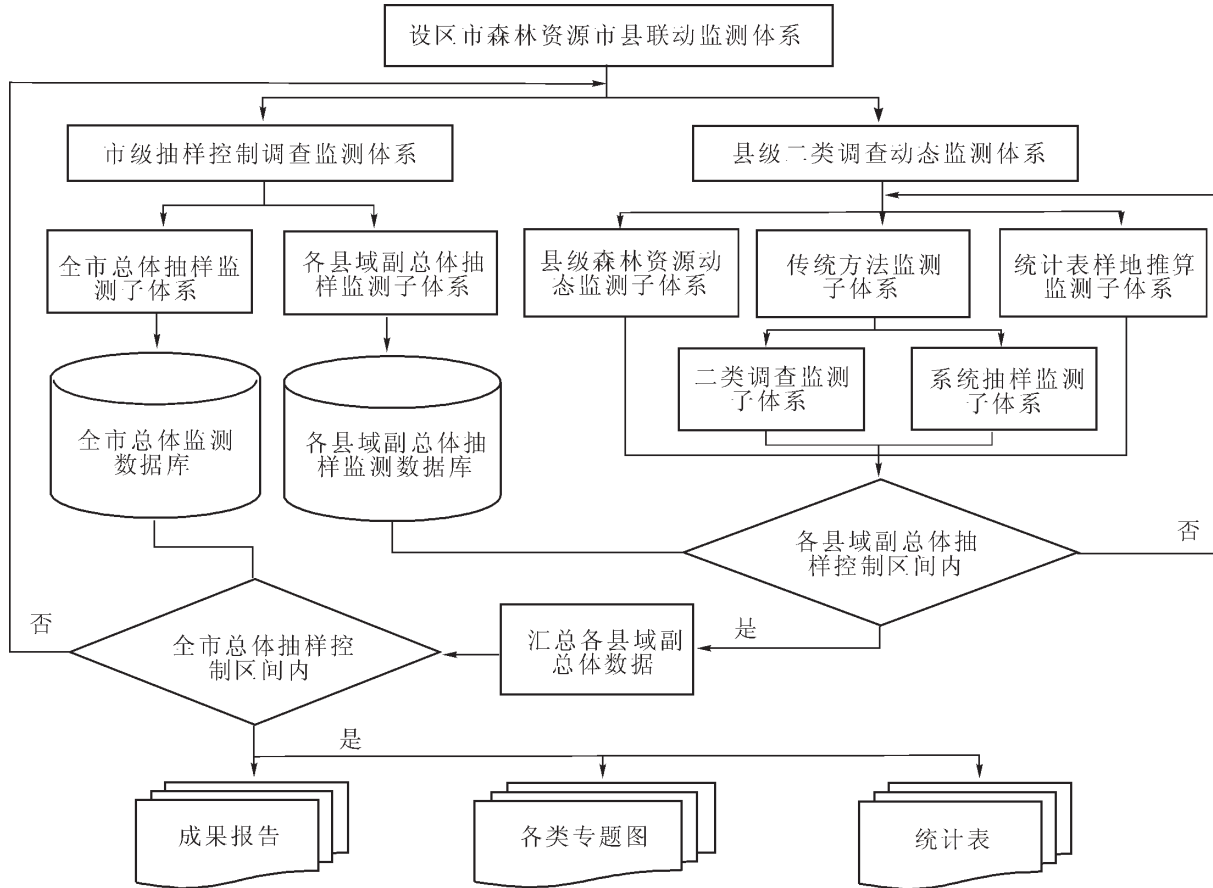 设区市森林资源市县联动监测体系
市级抽样控制调查监测体系
县级二类调查动态监测体系
全市总体抽样监
测子体系
各县域副总体抽
样监测子体系
县级森林资源动
态监测子体系
传统方法监测
子体系
统计表样地推算
监测子体系
二类调查监测
子体系
系统抽样监测
子体系
全市总体监测
数据库
各县域副总体抽
样监测数据库
各县域副总体抽
样控制区间内
否
是
汇总各县域副
总体数据
否
全市总体抽样控
制区间内
是
成果报告
各类专题图
统计表